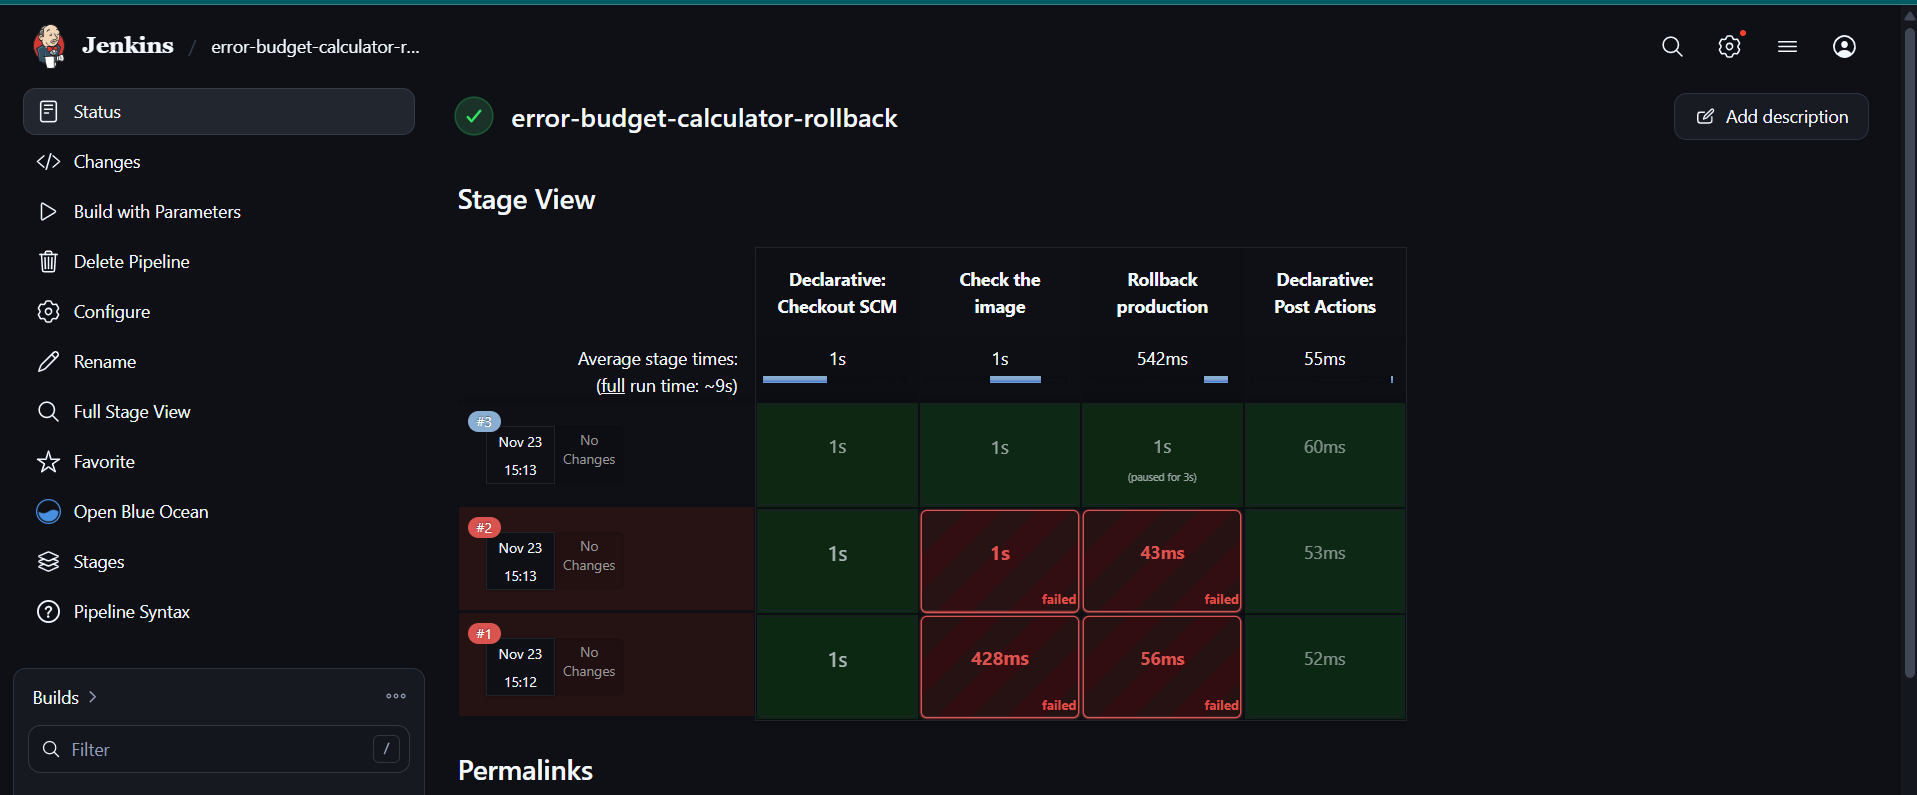 Jenkins / error-budget-calculator-r...
Status
Changes
Build with Parameters
Delete Pipeline
Configure
Rename
Full Stage View
Favorite
Open Blue Ocean
Stages
Pipeline Syntax
Builds
Filter /
error-budget-calculator-rollback
Add description
Stage View
Declarative: Checkout SCM
Check the image
Rollback production
Declarative: Post Actions
Average stage times:
(full run time: ~9s)
1s
1s
542ms
55ms
#3
Nov 23
15:13
No
Changes
1s
1s
1s
(paused for 3s)
60ms
#2
Nov 23
15:13
No
Changes
1s
1s
failed
43ms
failed
53ms
#1
Nov 23
15:12
No
Changes
1s
428ms
failed
56ms
failed
52ms
Permalinks